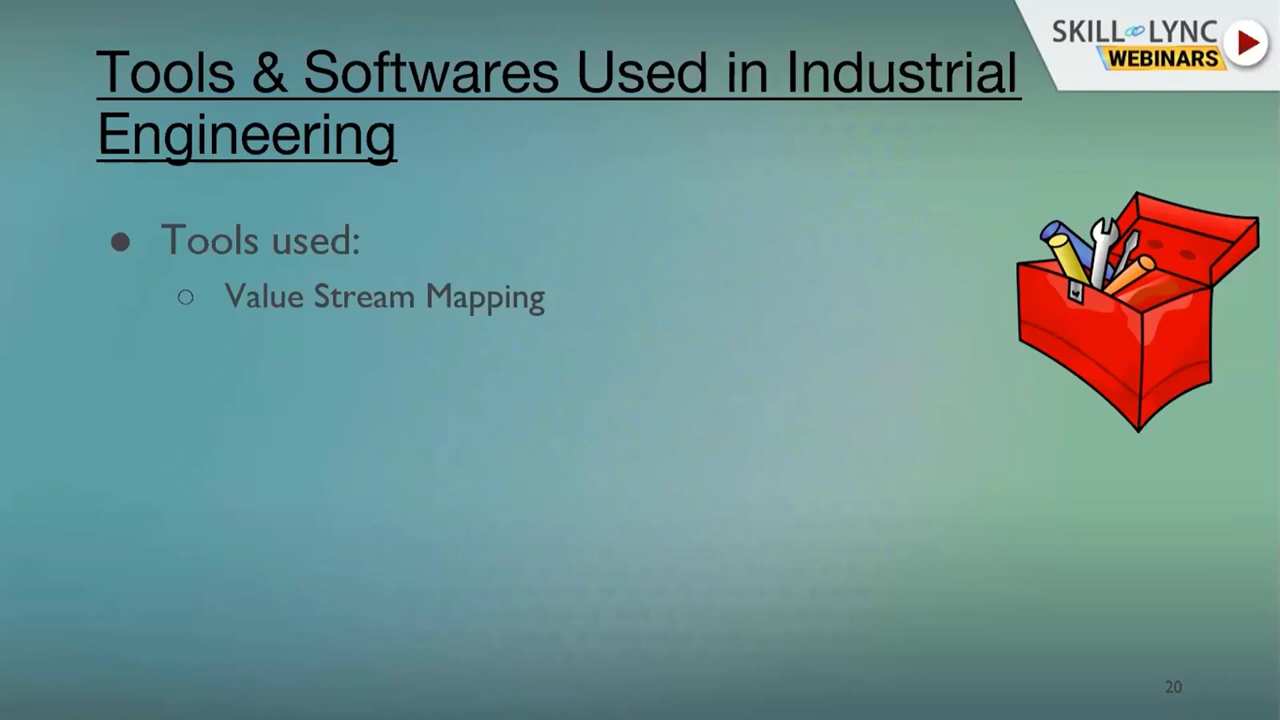 SKILL LYNC
WEBINARS
Tools & Softwares Used in Industrial
Engineering
● Tools used:
○ Value Stream Mapping
20